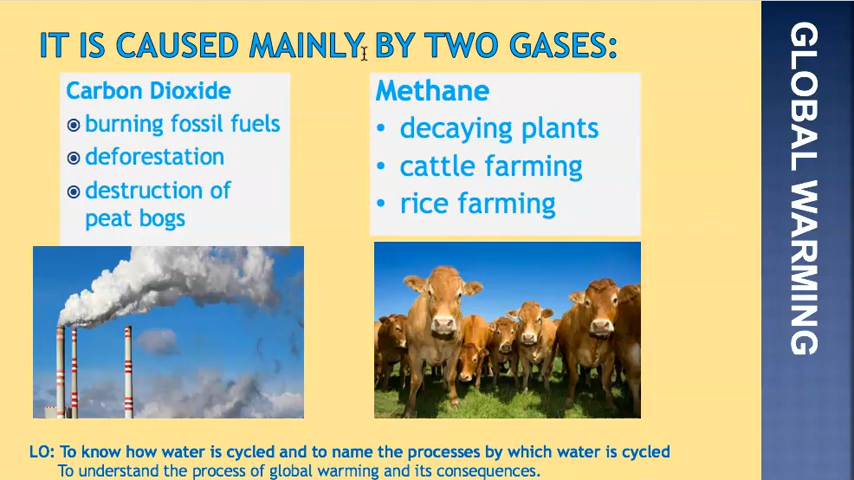 IT IS CAUSED MAINLY BY TWO GASES:
Carbon Dioxide
burning fossil fuels
deforestation
destruction of
peat bogs
Methane
• decaying plants
• cattle farming
• rice farming
GLOBAL WARMING
LO: To know how water is cycled and to name the processes by which water is cycled
To understand the process of global warming and its consequences.